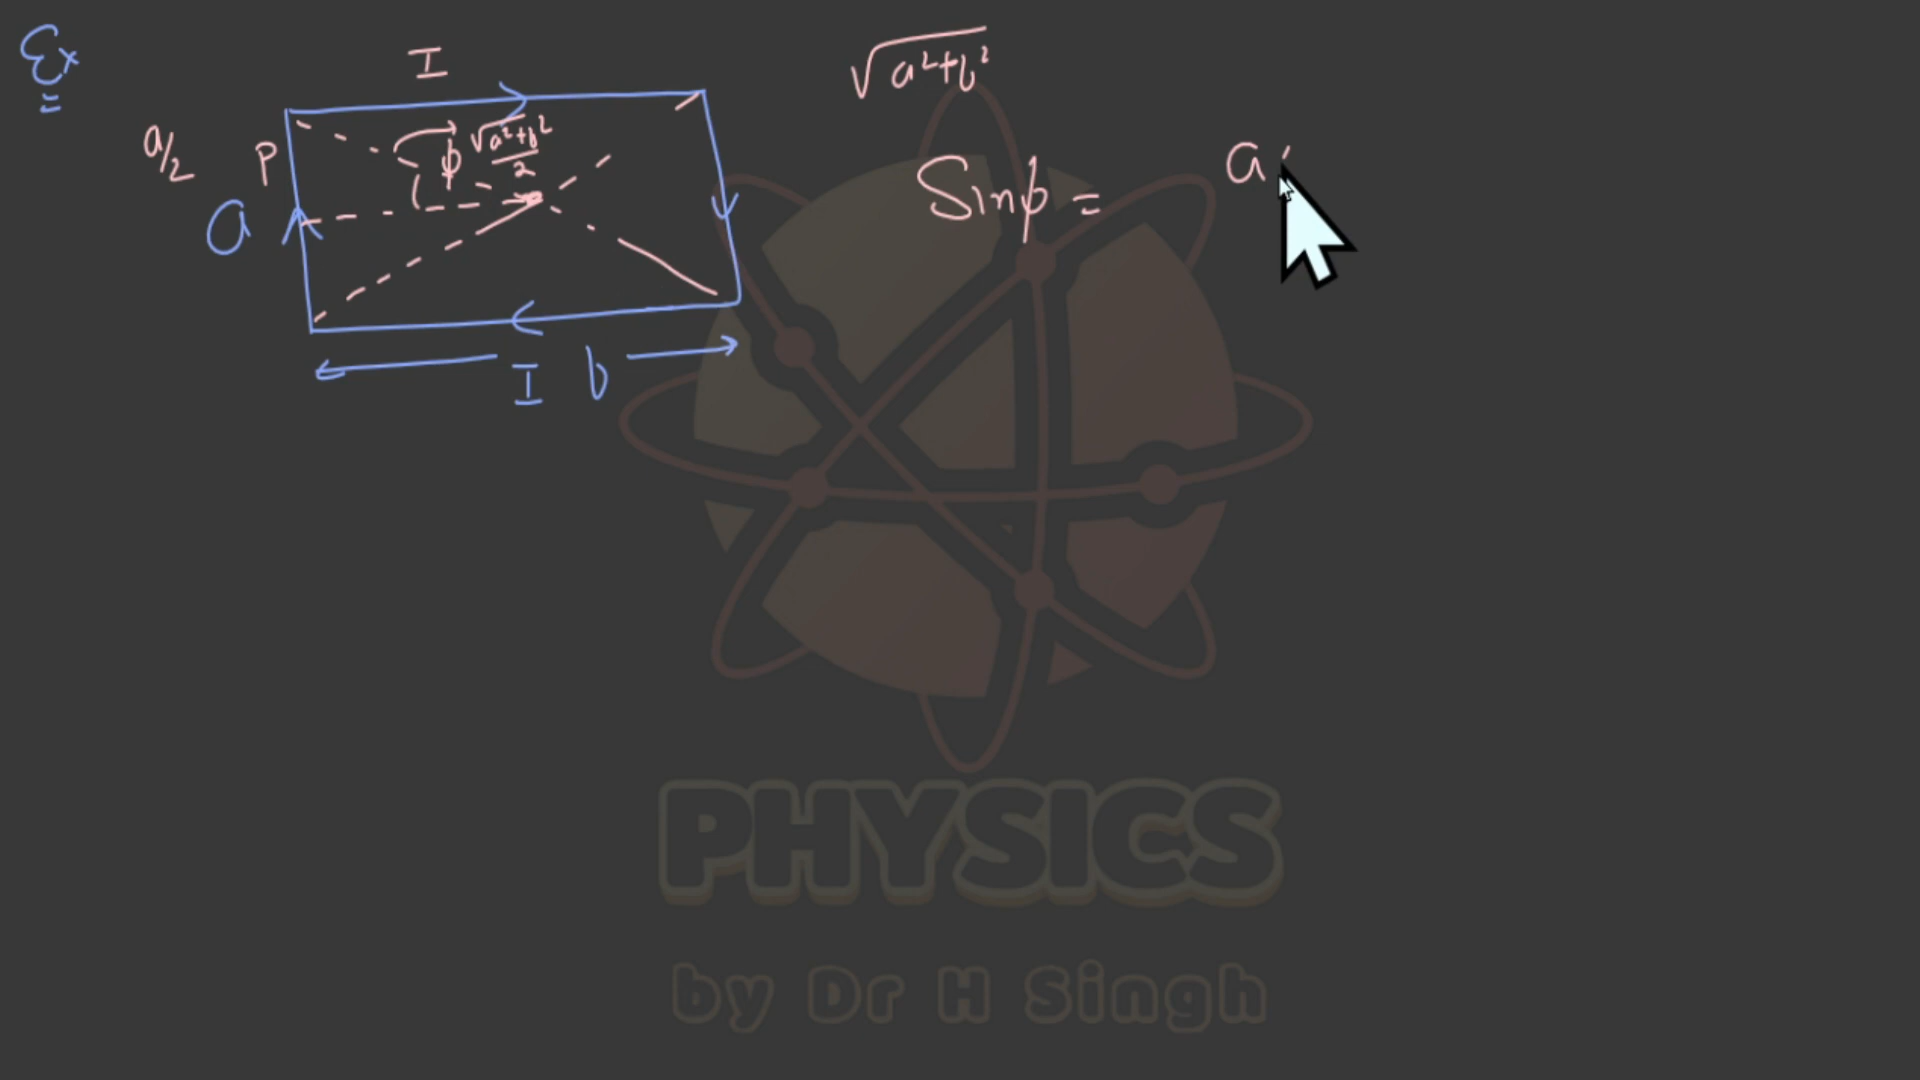 Ex
I
√a²+b²
a/2
P
ϕ
√a²+b²
2
a
Sinϕ =
a
I b
PHYSICS
by Dr H Singh